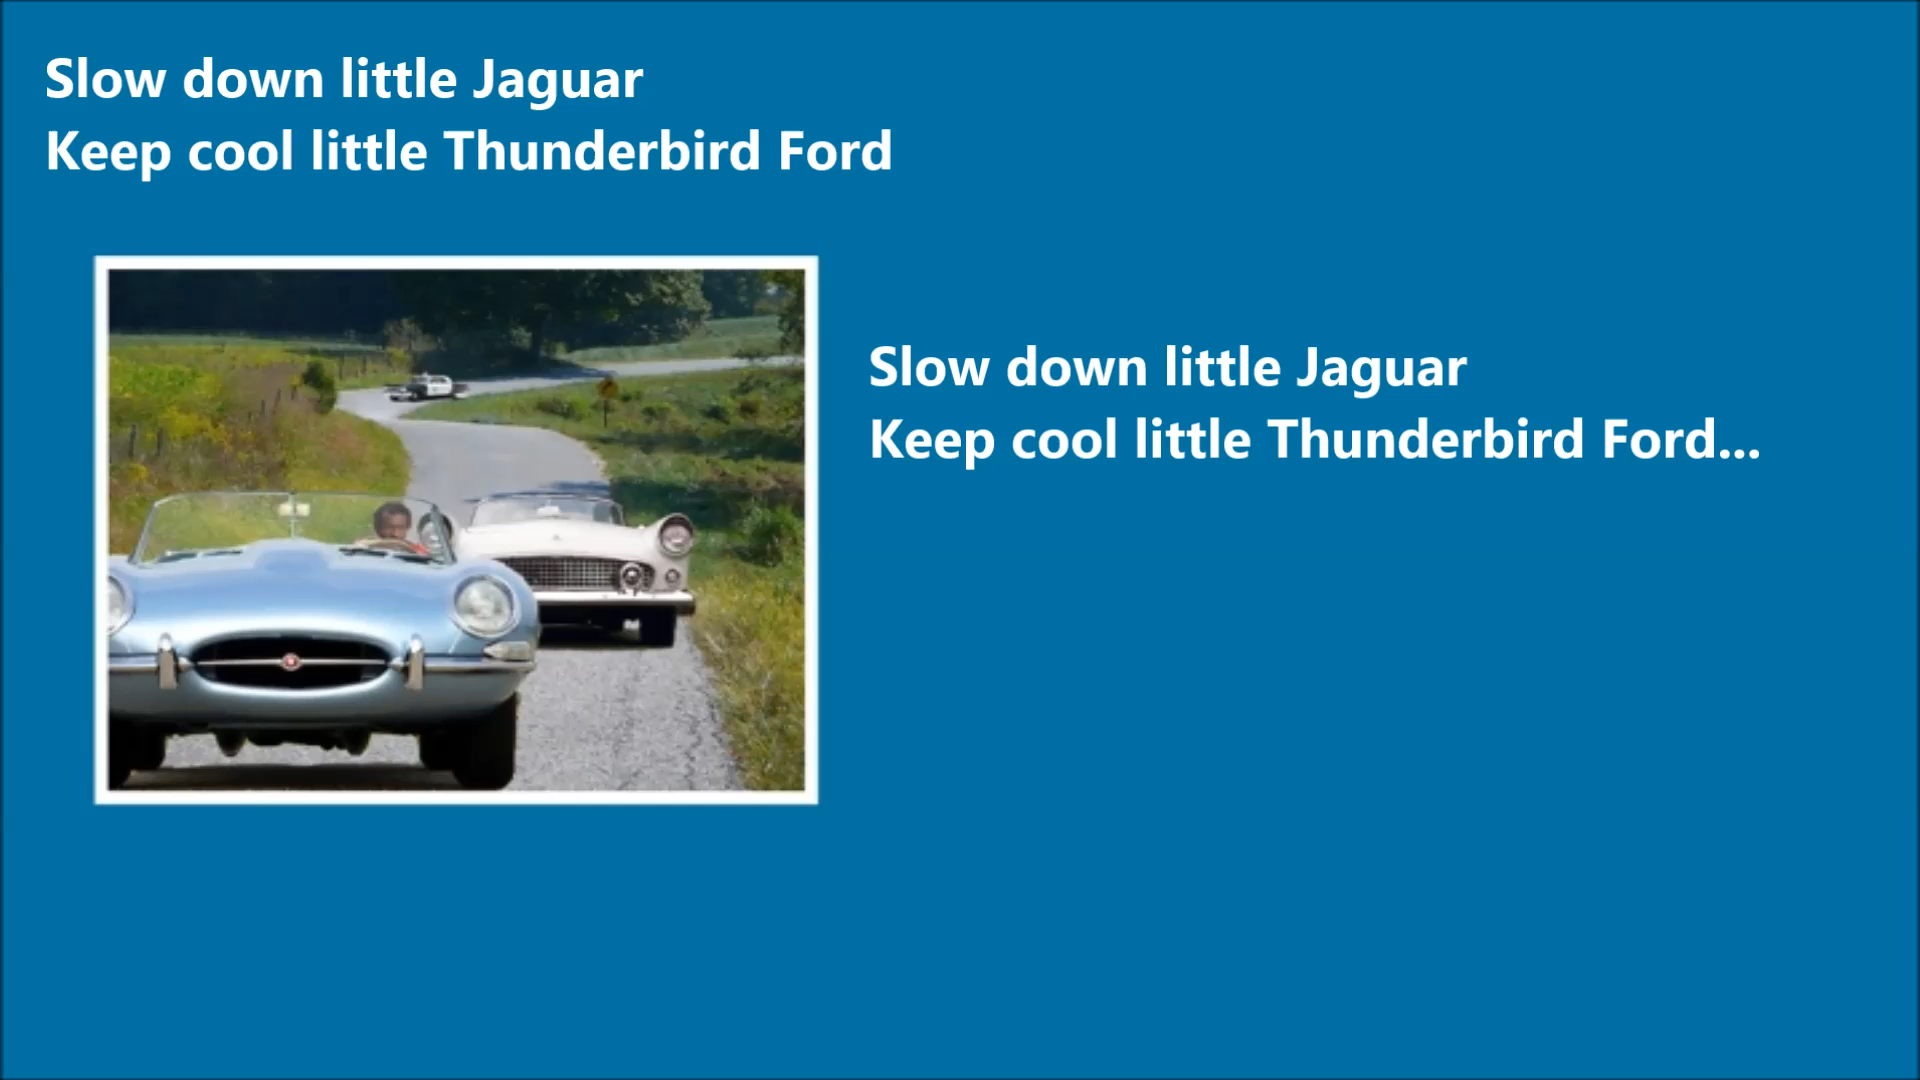 Slow down little Jaguar
Keep cool little Thunderbird Ford
Slow down little Jaguar
Keep cool little Thunderbird Ford...